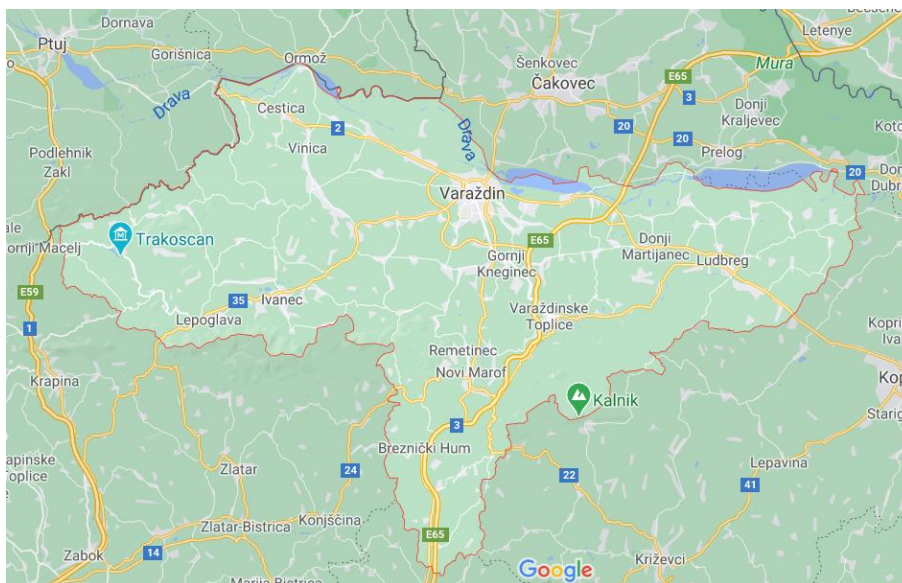 Dornava
Ptuj
Gorišnica
Ormož
Letenye
Šenkovec
Mura
Čakovec
E65
3
Cestica
Drava
Drava
2
Vinica
20
Donji
Kraljevec
20
Prelog
Podlehnik
Zakl
20
Varaždin
Trakoscan
E65
Donji
Martijanec
Ludbreg
Gornji
Kneginec
E59
35
Ivanec
Lepoglava
Varaždinske
Toplice
1
Remetinec
Novi Marof
Krapina
Kalnik
3
Breznički Hum
Zlatar
24
22
41
Lepavina
Konjščina
Zlatar-Bistrica
14
Zabok
E65
Google
Križevci